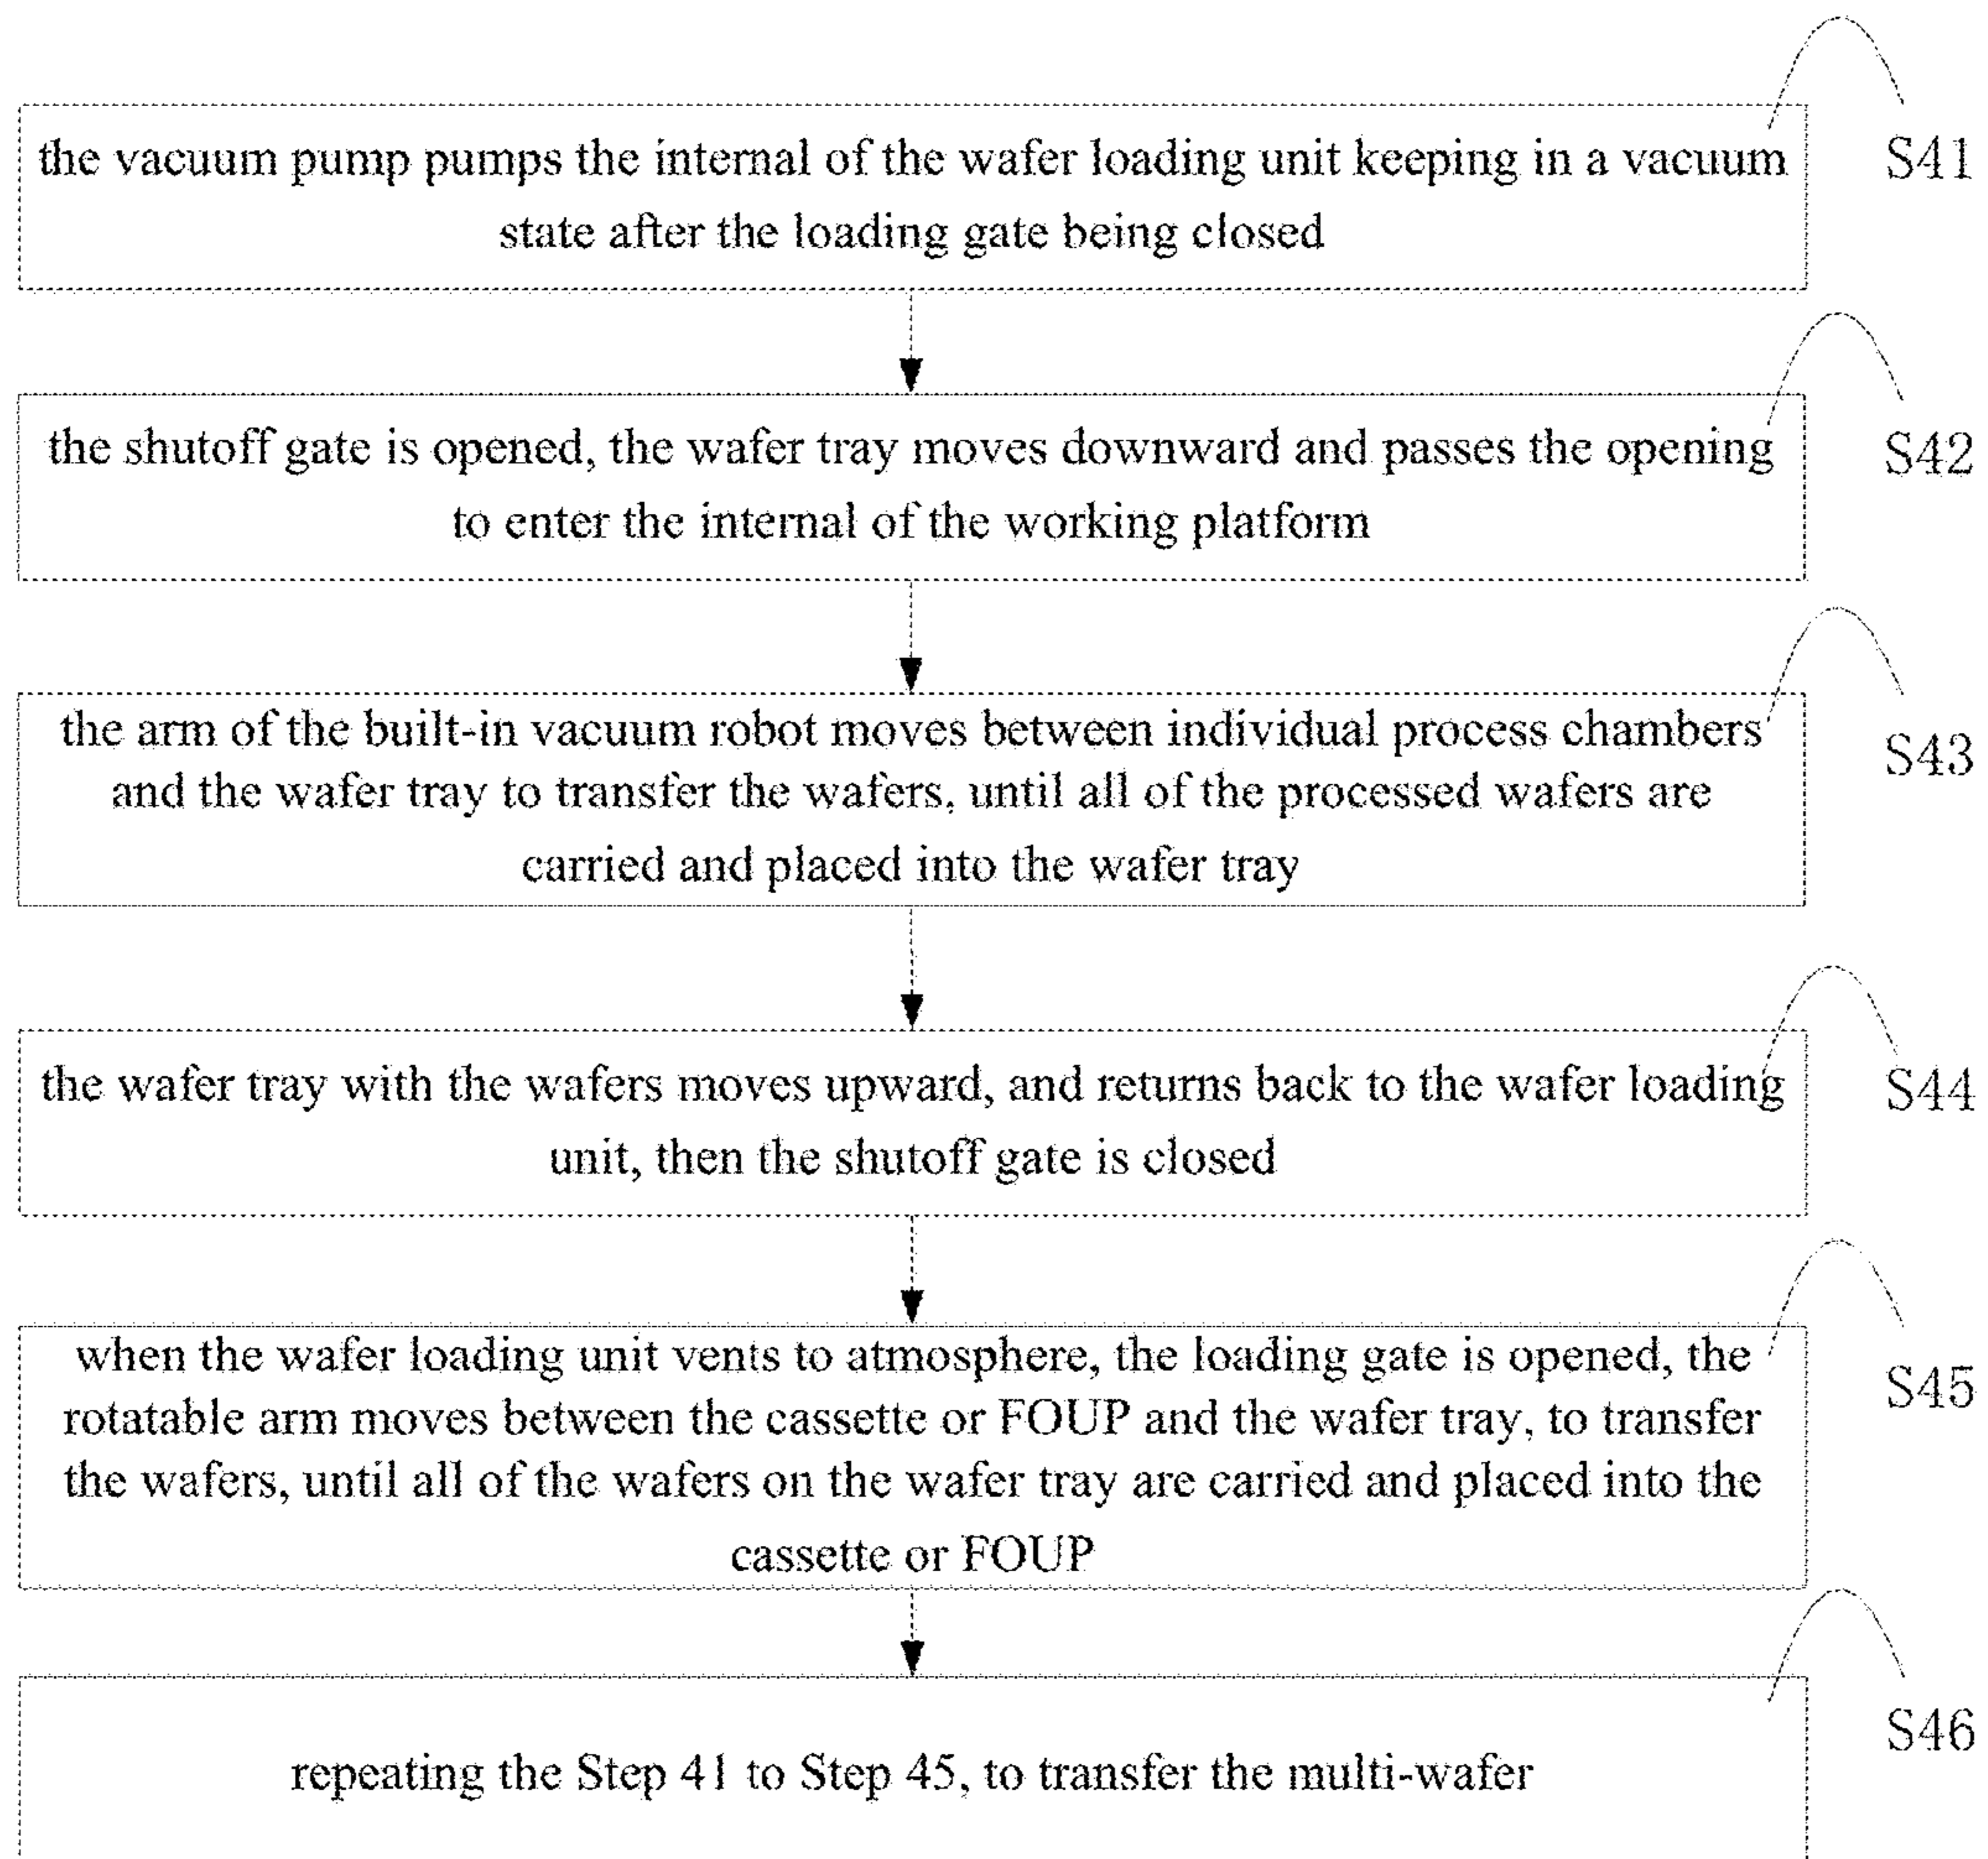 the vacuum pump pumps the internal of the wafer loading unit keeping in a vacuum
state after the loading gate being closed
S41
the shutoff gate is opened, the wafer tray moves downward and passes the opening
to enter the internal of the working platform
S42
the arm of the built-in vacuum robot moves between individual process chambers
and the wafer tray to transfer the wafers, until all of the processed wafers are
carried and placed into the wafer tray
S43
the wafer tray with the wafers moves upward, and returns back to the wafer loading
unit, then the shutoff gate is closed
S44
when the wafer loading unit vents to atmosphere, the loading gate is opened, the
rotatable arm moves between the cassette or FOUP and the wafer tray, to transfer
the wafers, until all of the wafers on the wafer tray are carried and placed into the
cassette or FOUP
S45
repeating the Step 41 to Step 45, to transfer the multi-wafer
S46